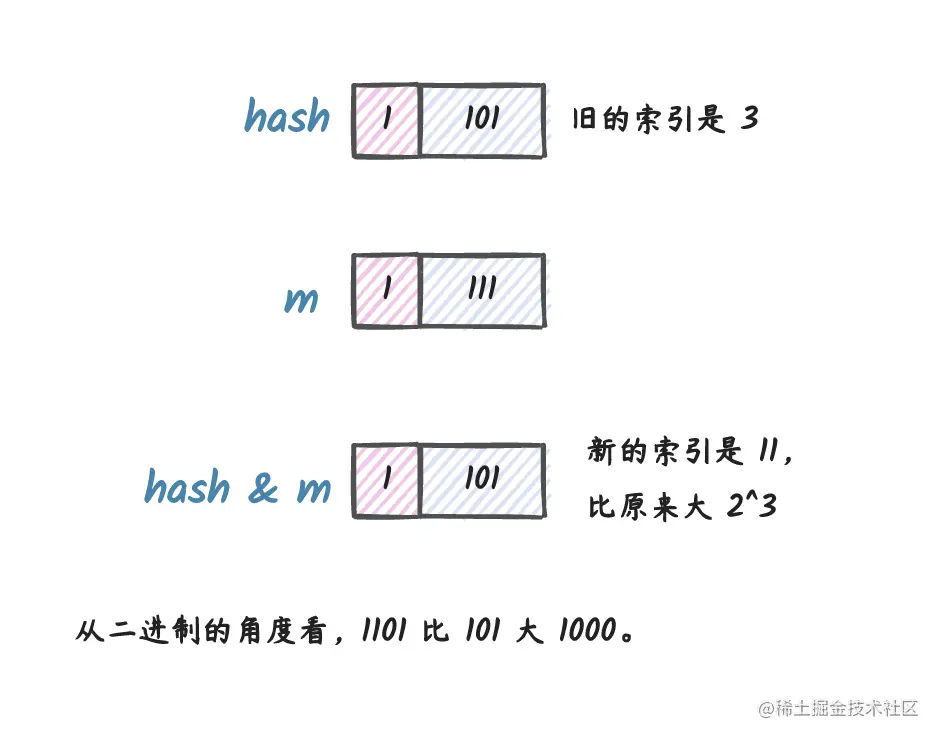 hash 1 101 旧的索引是 3
m 1 111
hash & m 1 101 新的索引是 11,
比原来大 2^3
从二进制的角度看，1101 比 101 大 1000。
@稀土掘金技术社区